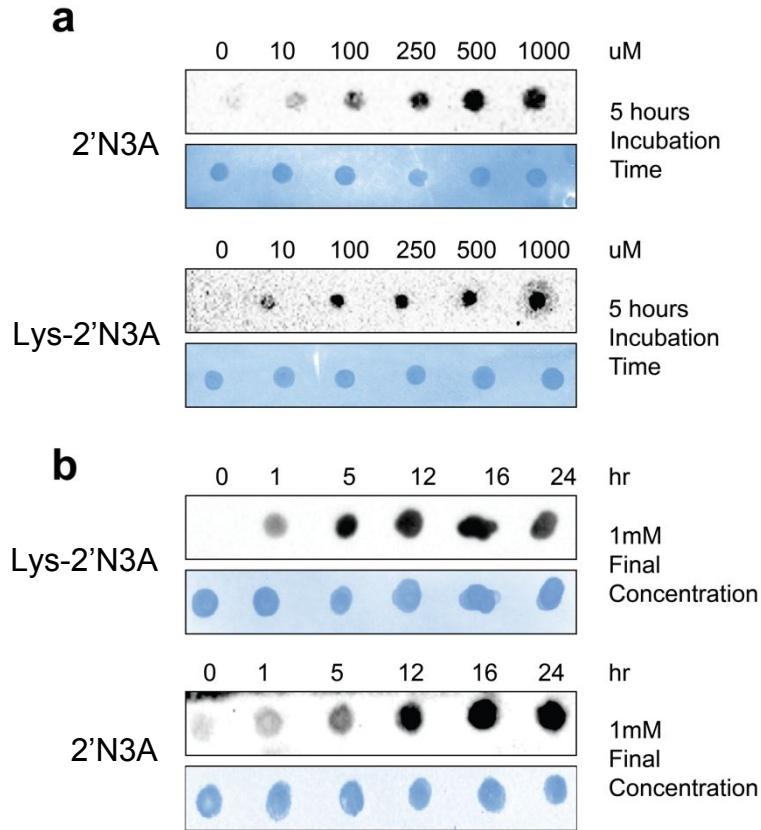 a
0 10 100 250 500 1000 uM
2'N3A
5 hours
Incubation
Time
0 10 100 250 500 1000 uM
Lys-2'N3A
5 hours
Incubation
Time
b
0 1 5 12 16 24 hr
Lys-2'N3A
1mM
Final
Concentration
0 1 5 12 16 24 hr
2'N3A
1mM
Final
Concentration